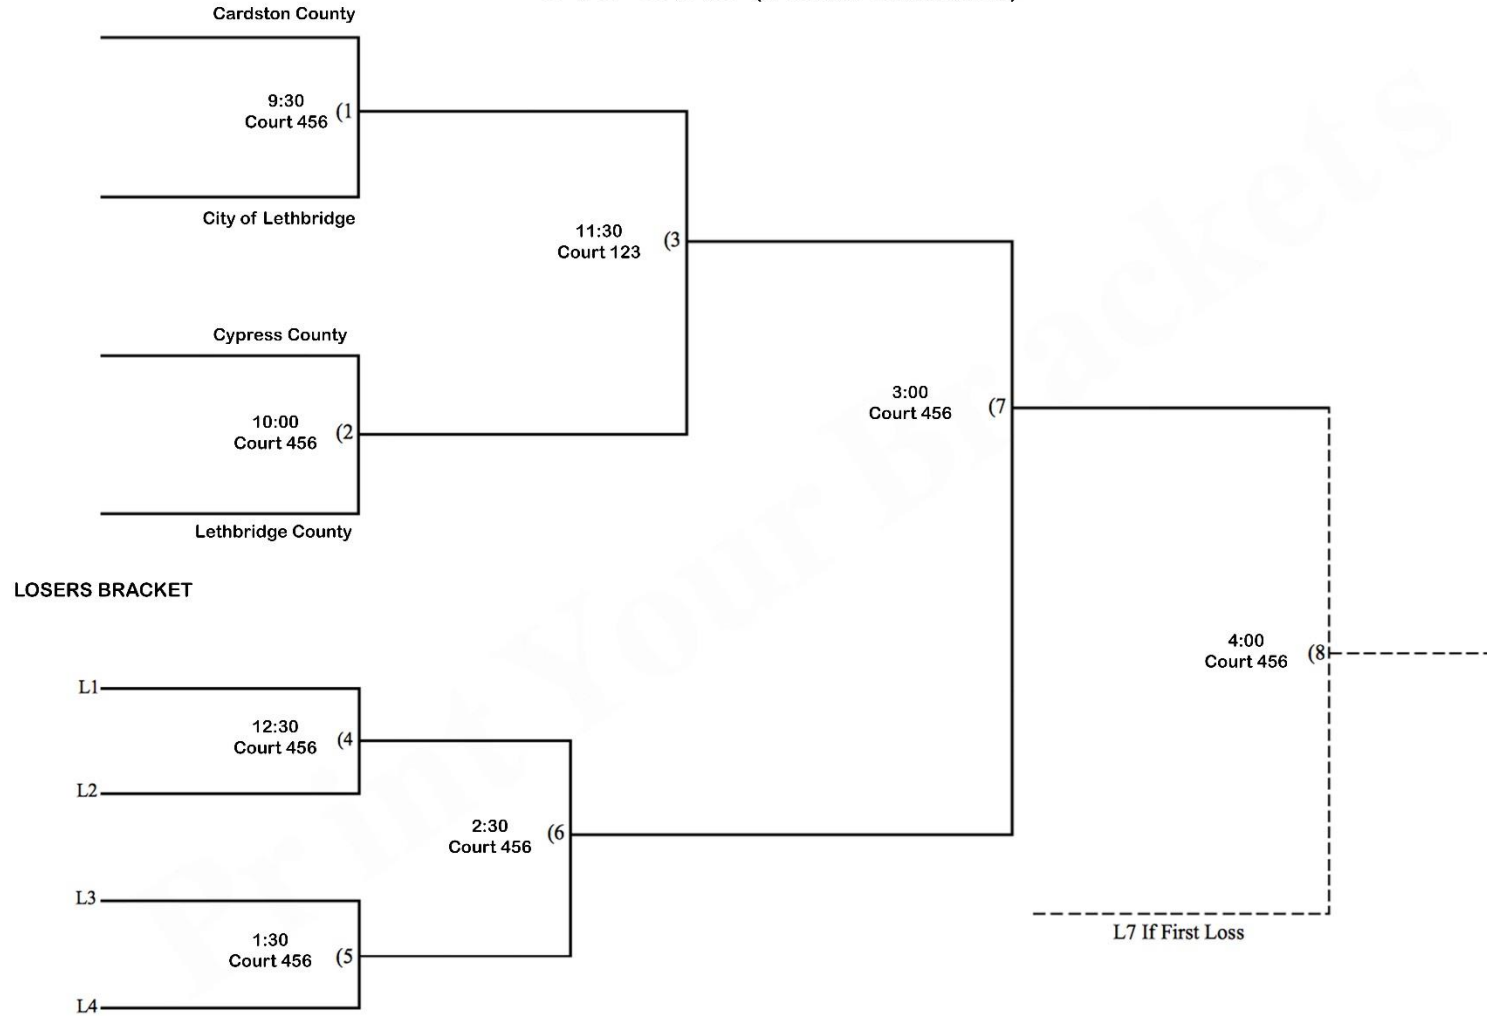 Cardston County
9:30
Court 456
(1
City of Lethbridge
11:30
Court 123
(3
Cypress County
10:00
Court 456
(2
Lethbridge County
3:00
Court 456
(7
LOSERS BRACKET
4:00
Court 456
(8
L1
12:30
Court 456
(4
L2
2:30
Court 456
(6
L3
1:30
Court 456
(5
L4
L7 If First Loss
Print Your Brackets